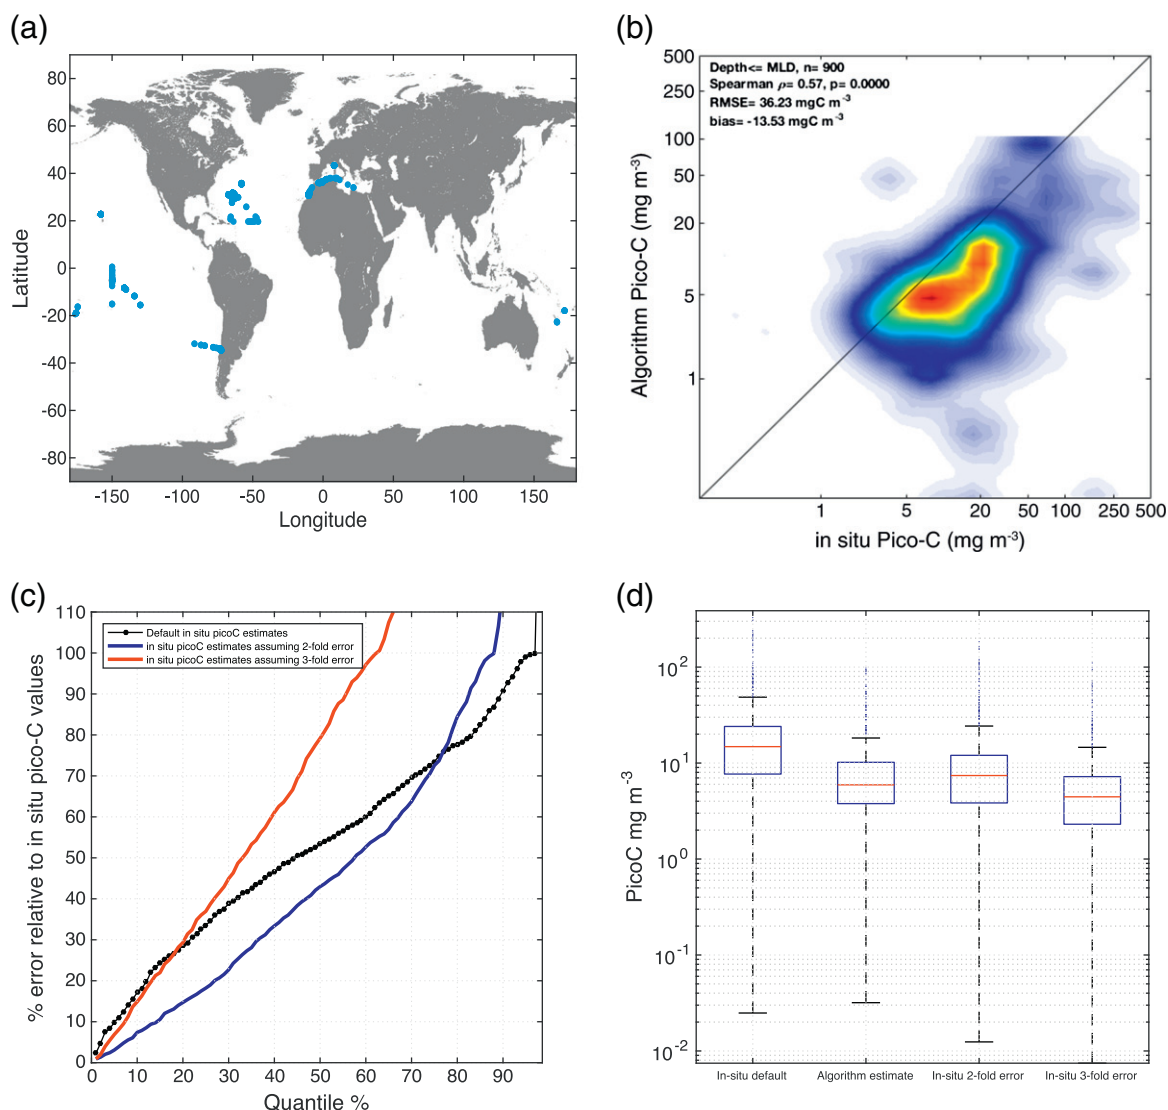 (a)
80
60
40
20
0
-20
-40
-60
-80
Latitude
-150
-100
-50
0
50
100
150
Longitude
(b)
500
250
100
50
20
5
1
Algorithm Pico-C (mg m⁻³)
Depth<= MLD, n= 900
Spearman ρ= 0.57, p= 0.0000
RMSE= 36.23 mgC m⁻³
bias= -13.53 mgC m⁻³
1
5
20
50
100
250
500
in situ Pico-C (mg m⁻³)
(c)
110
100
90
80
70
60
50
40
30
20
10
0
% error relative to in situ pico-C values
Default in situ picoC estimates
in situ picoC estimates assuming 2-fold error
in situ picoC estimates assuming 3-fold error
0
10
20
30
40
50
60
70
80
90
Quantile %
(d)
10²
10¹
10⁰
10⁻¹
10⁻²
PicoC mg m⁻³
In-situ default
Algorithm estimate
In-situ 2-fold error
In-situ 3-fold error